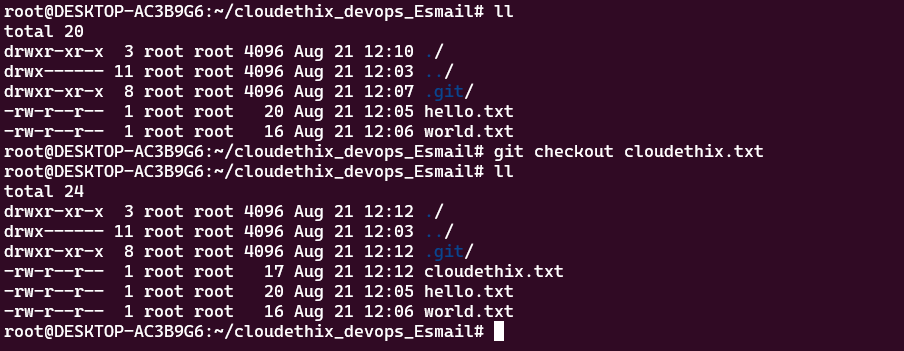 root@DESKTOP-AC3B9G6:~/cloudethix_devops_Esmail# ll
total 20
drwxr-xr-x  3 root root 4096 Aug 21 12:10 ./
drwx------ 11 root root 4096 Aug 21 12:03 ../
drwxr-xr-x  8 root root 4096 Aug 21 12:07 .git/
-rw-r--r--  1 root root   20 Aug 21 12:05 hello.txt
-rw-r--r--  1 root root   16 Aug 21 12:06 world.txt
root@DESKTOP-AC3B9G6:~/cloudethix_devops_Esmail# git checkout cloudethix.txt
root@DESKTOP-AC3B9G6:~/cloudethix_devops_Esmail# ll
total 24
drwxr-xr-x  3 root root 4096 Aug 21 12:12 ./
drwx------ 11 root root 4096 Aug 21 12:03 ../
drwxr-xr-x  8 root root 4096 Aug 21 12:12 .git/
-rw-r--r--  1 root root   17 Aug 21 12:12 cloudethix.txt
-rw-r--r--  1 root root   20 Aug 21 12:05 hello.txt
-rw-r--r--  1 root root   16 Aug 21 12:06 world.txt
root@DESKTOP-AC3B9G6:~/cloudethix_devops_Esmail#